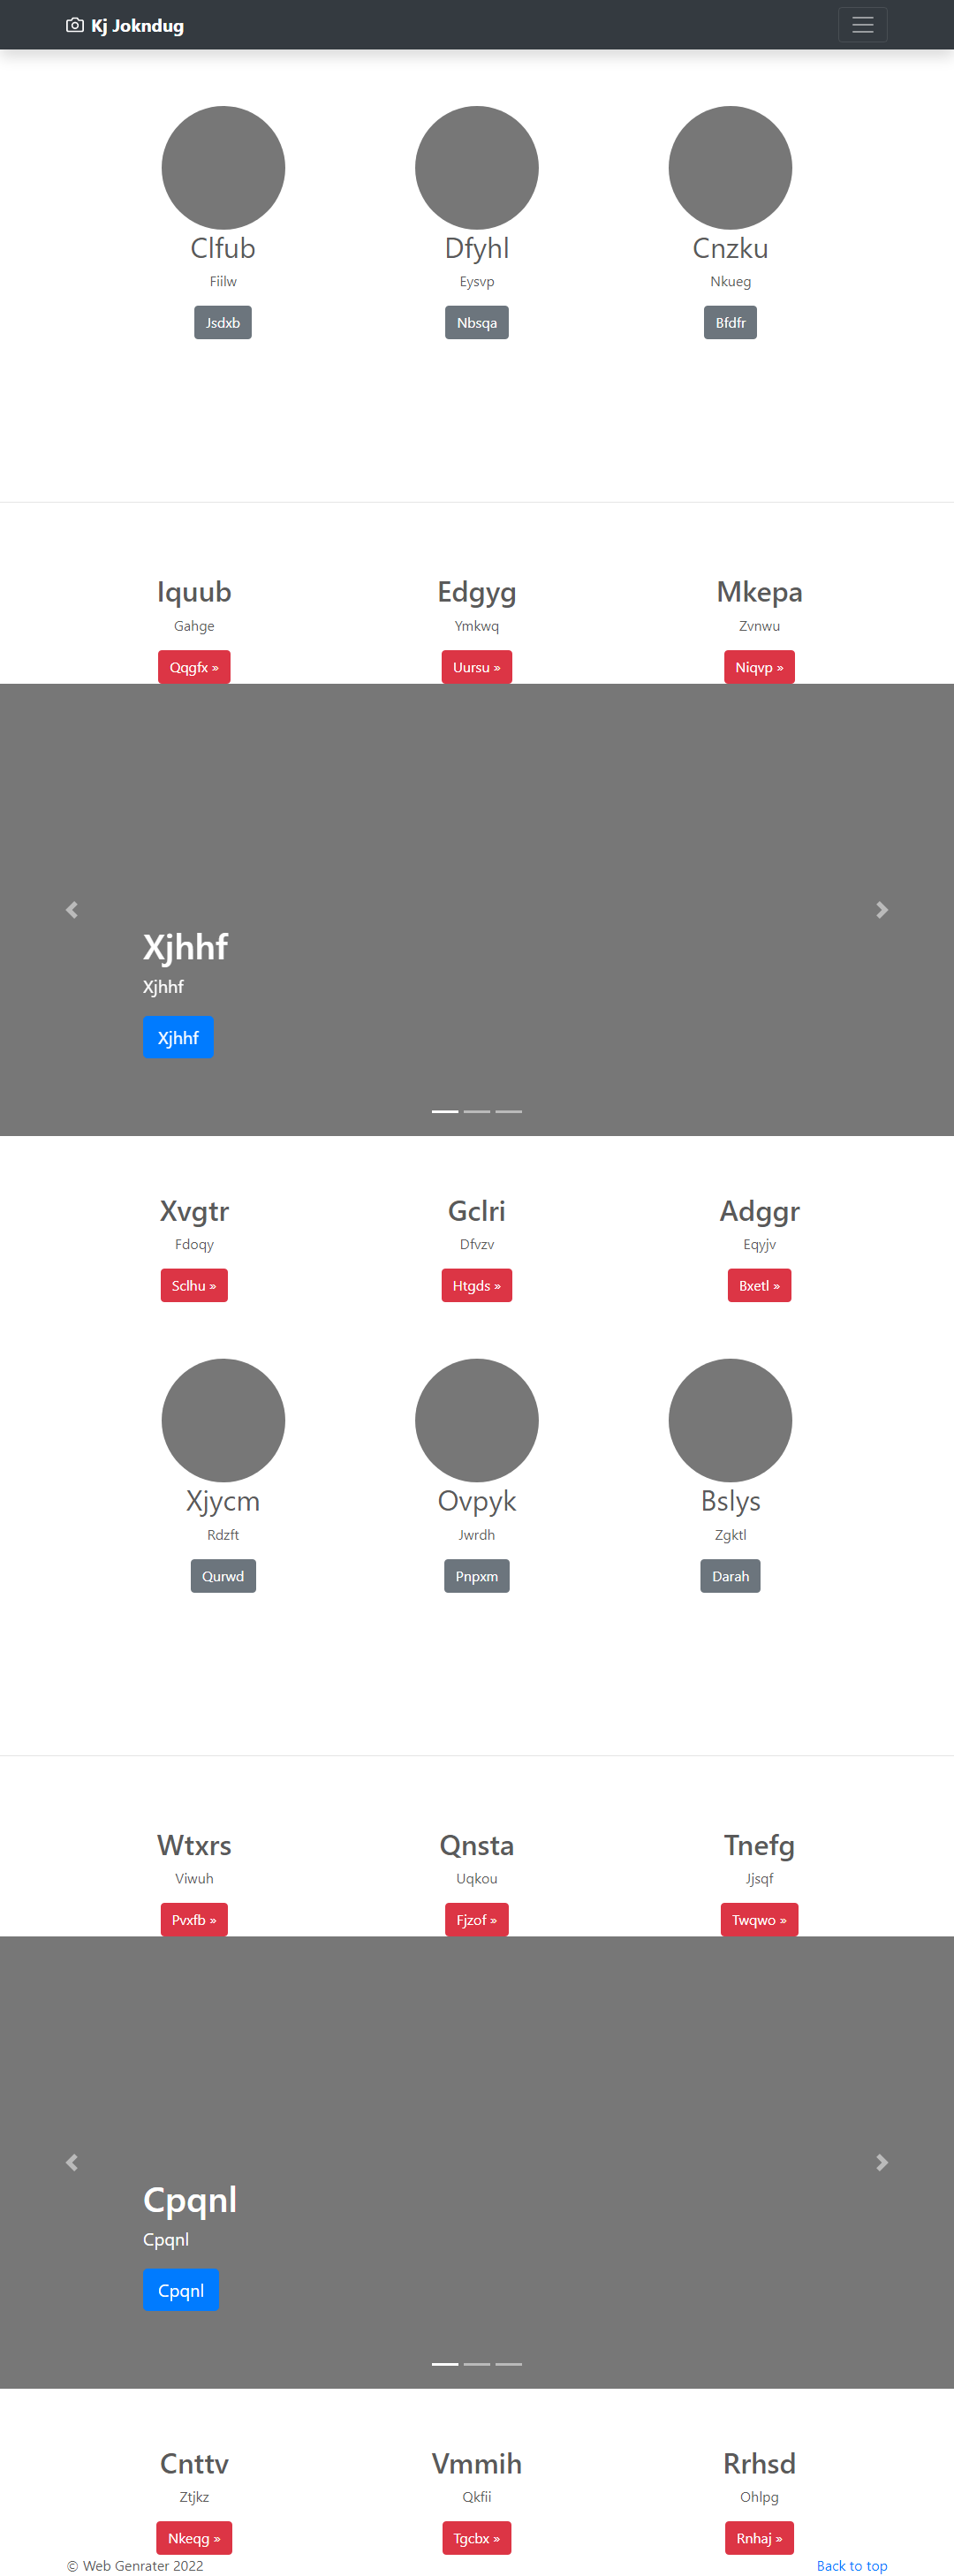 Kj Jokndug
Clfub Dfyhl Cnzku
Fiilw Eysvp Nkueg
Jsdxb Nbsqa Bfdfr
Iquub Edgyg Mkepa
Gahge Ymkwq Zvnwu
Qqgfx » Uursu » Niqvp »
Xjhhf
Xjhhf
Xjhhf
Xvgtr Gclri Adggr
Fdoqy Dfvzv Eqyjv
Sclhu » Htgds » Bxetl »
Xjycm Ovpyk Bslys
Rdzft Jwrdh Zgktl
Qurwd Pnpxm Darah
Wtxrs Qnsta Tnefg
Viwuh Uqkou Jjsqf
Pvxfb » Fjzof » Twqwo »
Cpqnl
Cpqnl
Cpqnl
Cnttv Vmmih Rrhsd
Ztjkz Qkfii Ohlpg
Nkeqg » Tgcbx » Rnhaj »
© Web Genrater 2022 Back to top